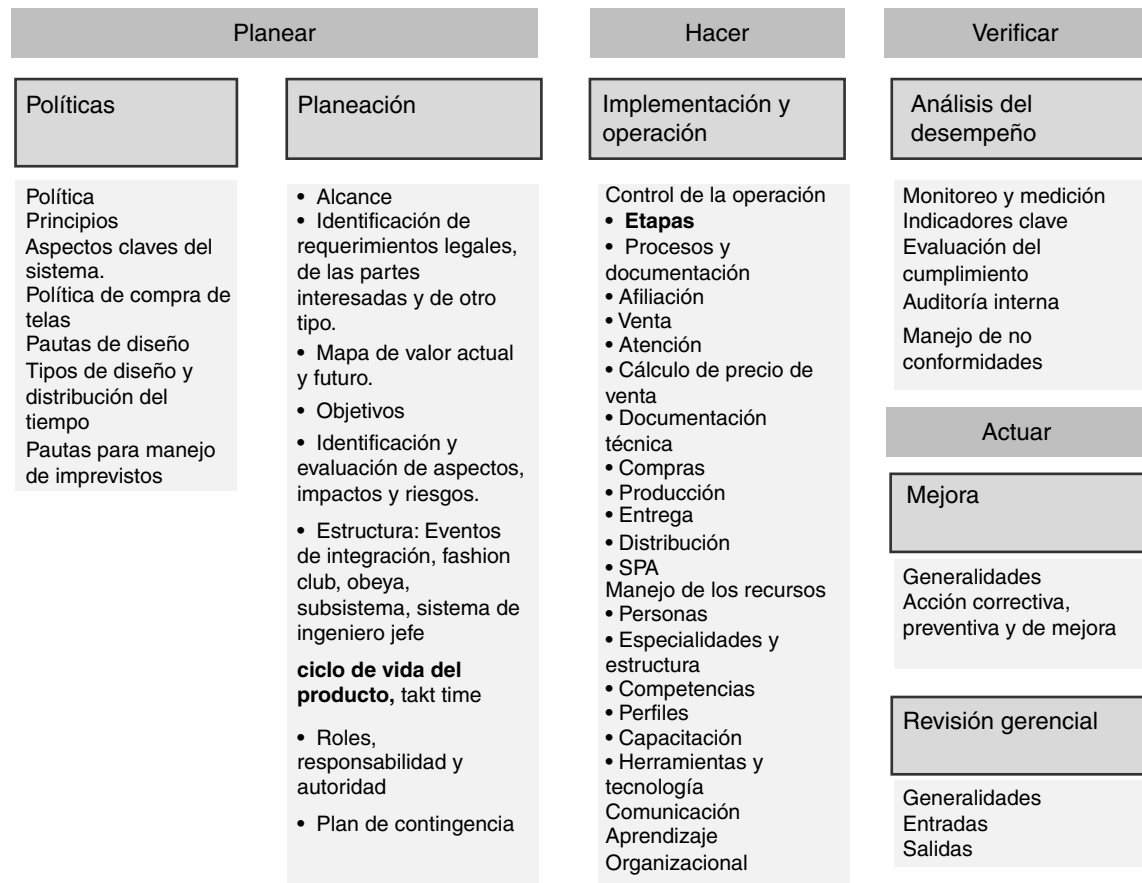 Planear
Políticas
Política
Principios
Aspectos claves del
sistema.
Política de compra de
telas
Pautas de diseño
Tipos de diseño y
distribución del
tiempo
Pautas para manejo
de imprevistos
Planeación
• Alcance
• Identificación de
requerimientos legales,
de las partes
interesadas y de otro
tipo.
• Mapa de valor actual
y futuro.
• Objetivos
• Identificación y
evaluación de aspectos,
impactos y riesgos.
• Estructura: Eventos
de integración, fashion
club, obeya,
subsistema, sistema de
ingeniero jefe
ciclo de vida del
producto, takt time
• Roles,
responsabilidad y
autoridad
• Plan de contingencia
Hacer
Implementación y
operación
Control de la operación
• Etapas
• Procesos y
documentación
• Afiliación
• Venta
• Atención
• Cálculo de precio de
venta
• Documentación
técnica
• Compras
• Producción
• Entrega
• Distribución
• SPA
Manejo de los recursos
• Personas
• Especialidades y
estructura
• Competencias
• Perfiles
• Capacitación
• Herramientas y
tecnología
Comunicación
Aprendizaje
Organizacional
Verificar
Análisis del
desempeño
Monitoreo y medición
Indicadores clave
Evaluación del
cumplimiento
Auditoría interna
Manejo de no
conformidades
Actuar
Mejora
Generalidades
Acción correctiva,
preventiva y de mejora
Revisión gerencial
Generalidades
Entradas
Salidas